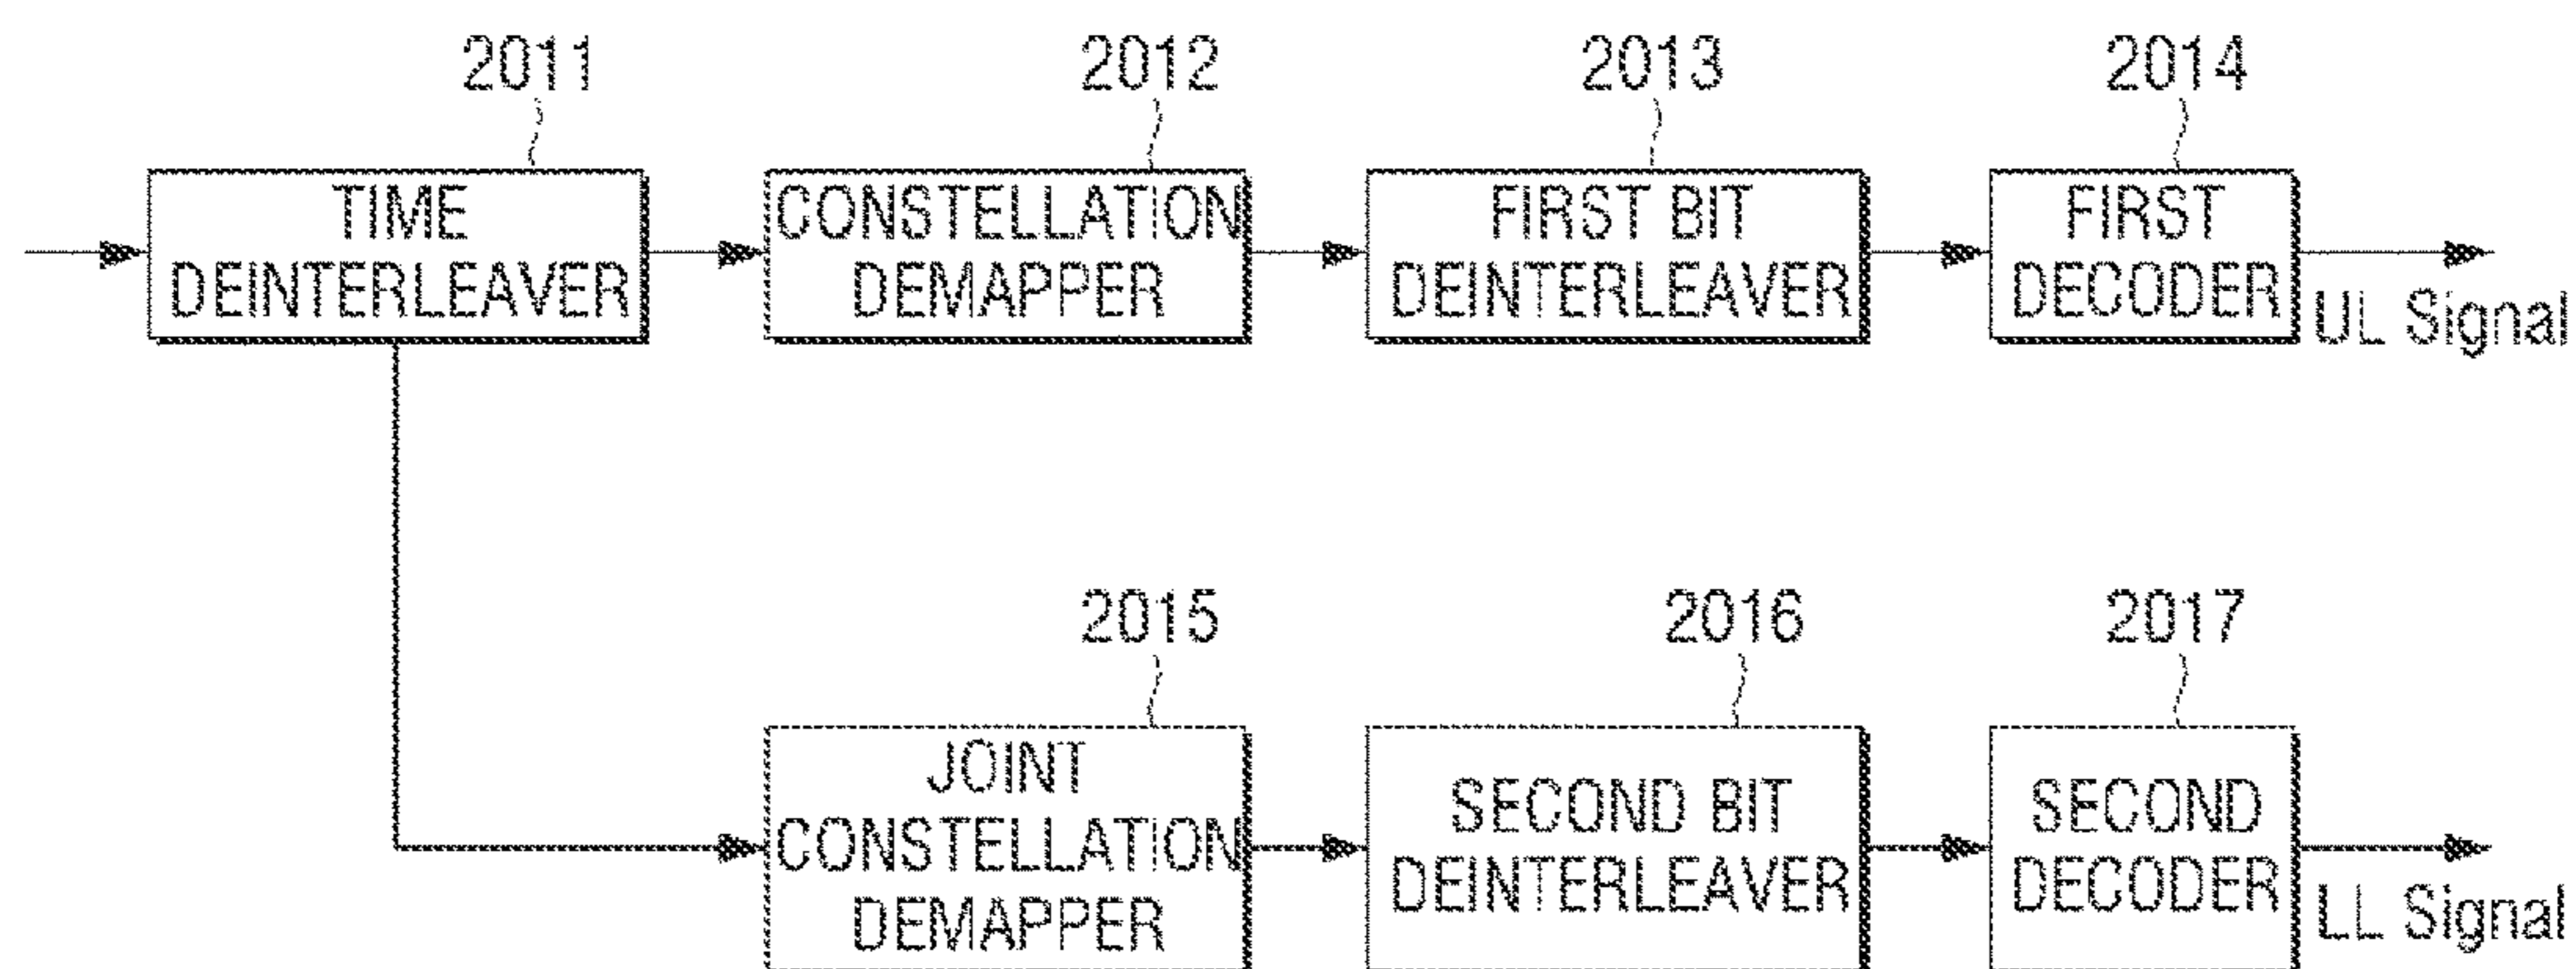 2011
2012
2013
2014
TIME
DEINTERLEAVER
CONSTELLATION
DEMAPPER
FIRST BIT
DEINTERLEAVER
FIRST
DECODER
UL Signal
2015
2016
2017
JOINT
CONSTELLATION
DEMAPPER
SECOND BIT
DEINTERLEAVER
SECOND
DECODER
LL Signal